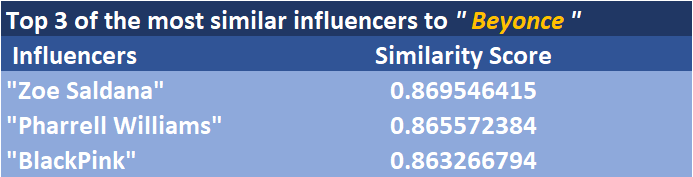 Top 3 of the most similar influencers to " Beyonce "
Influencers Similarity Score
"Zoe Saldana" 0.869546415
"Pharrell Williams" 0.865572384
"BlackPink" 0.863266794